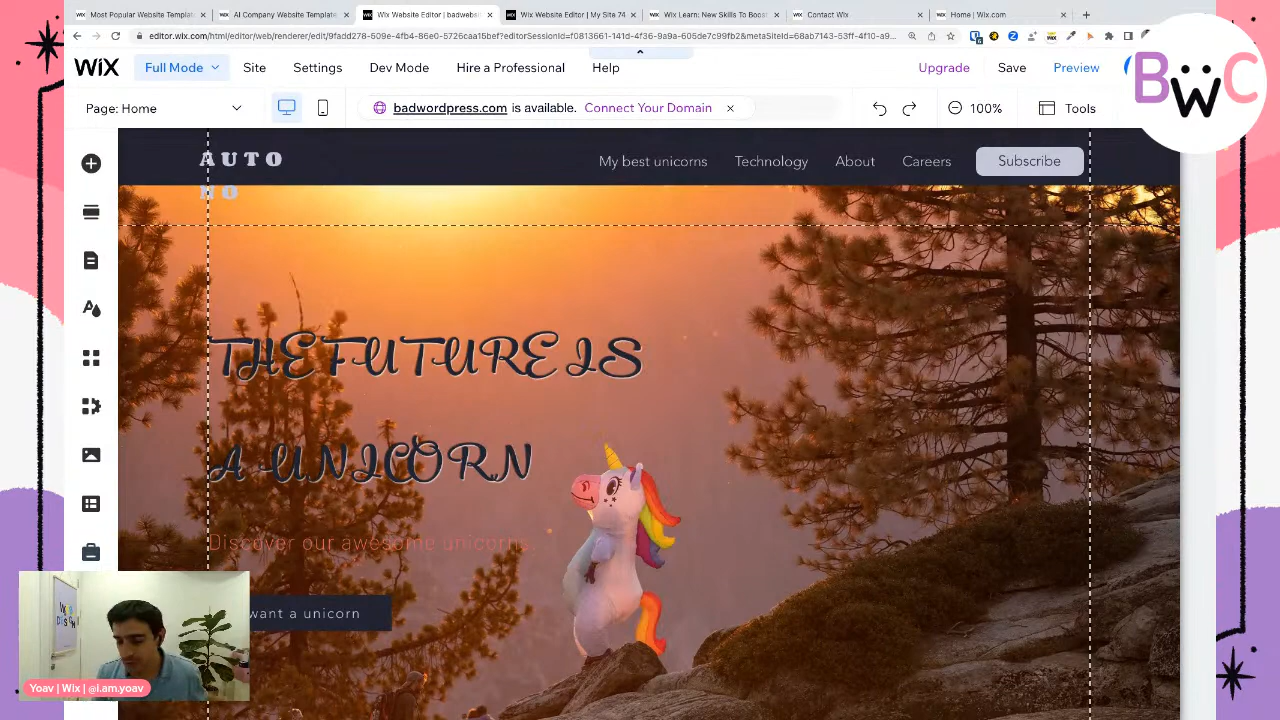 Most Popular Website Templat
AI Company Website Template
Wix Website Editor | badwebsi
Wix Website Editor | My Site 74
Wix Learn: New Skills To Boost
Contact Wix
Home | Wix.com
WiX
Full Mode
Site
Settings
Dev Mode
Hire a Professional
Help
Upgrade
Save
Preview
BWC
Page: Home
badwordpress.com is available. Connect Your Domain
100%
Tools
AUTO
NO
My best unicorns
Technology
About
Careers
Subscribe
THE FUTURE IS
A UNICORN
Discover our awesome unicorns.
want a unicorn
Yoav | Wix | @i.am.yoav